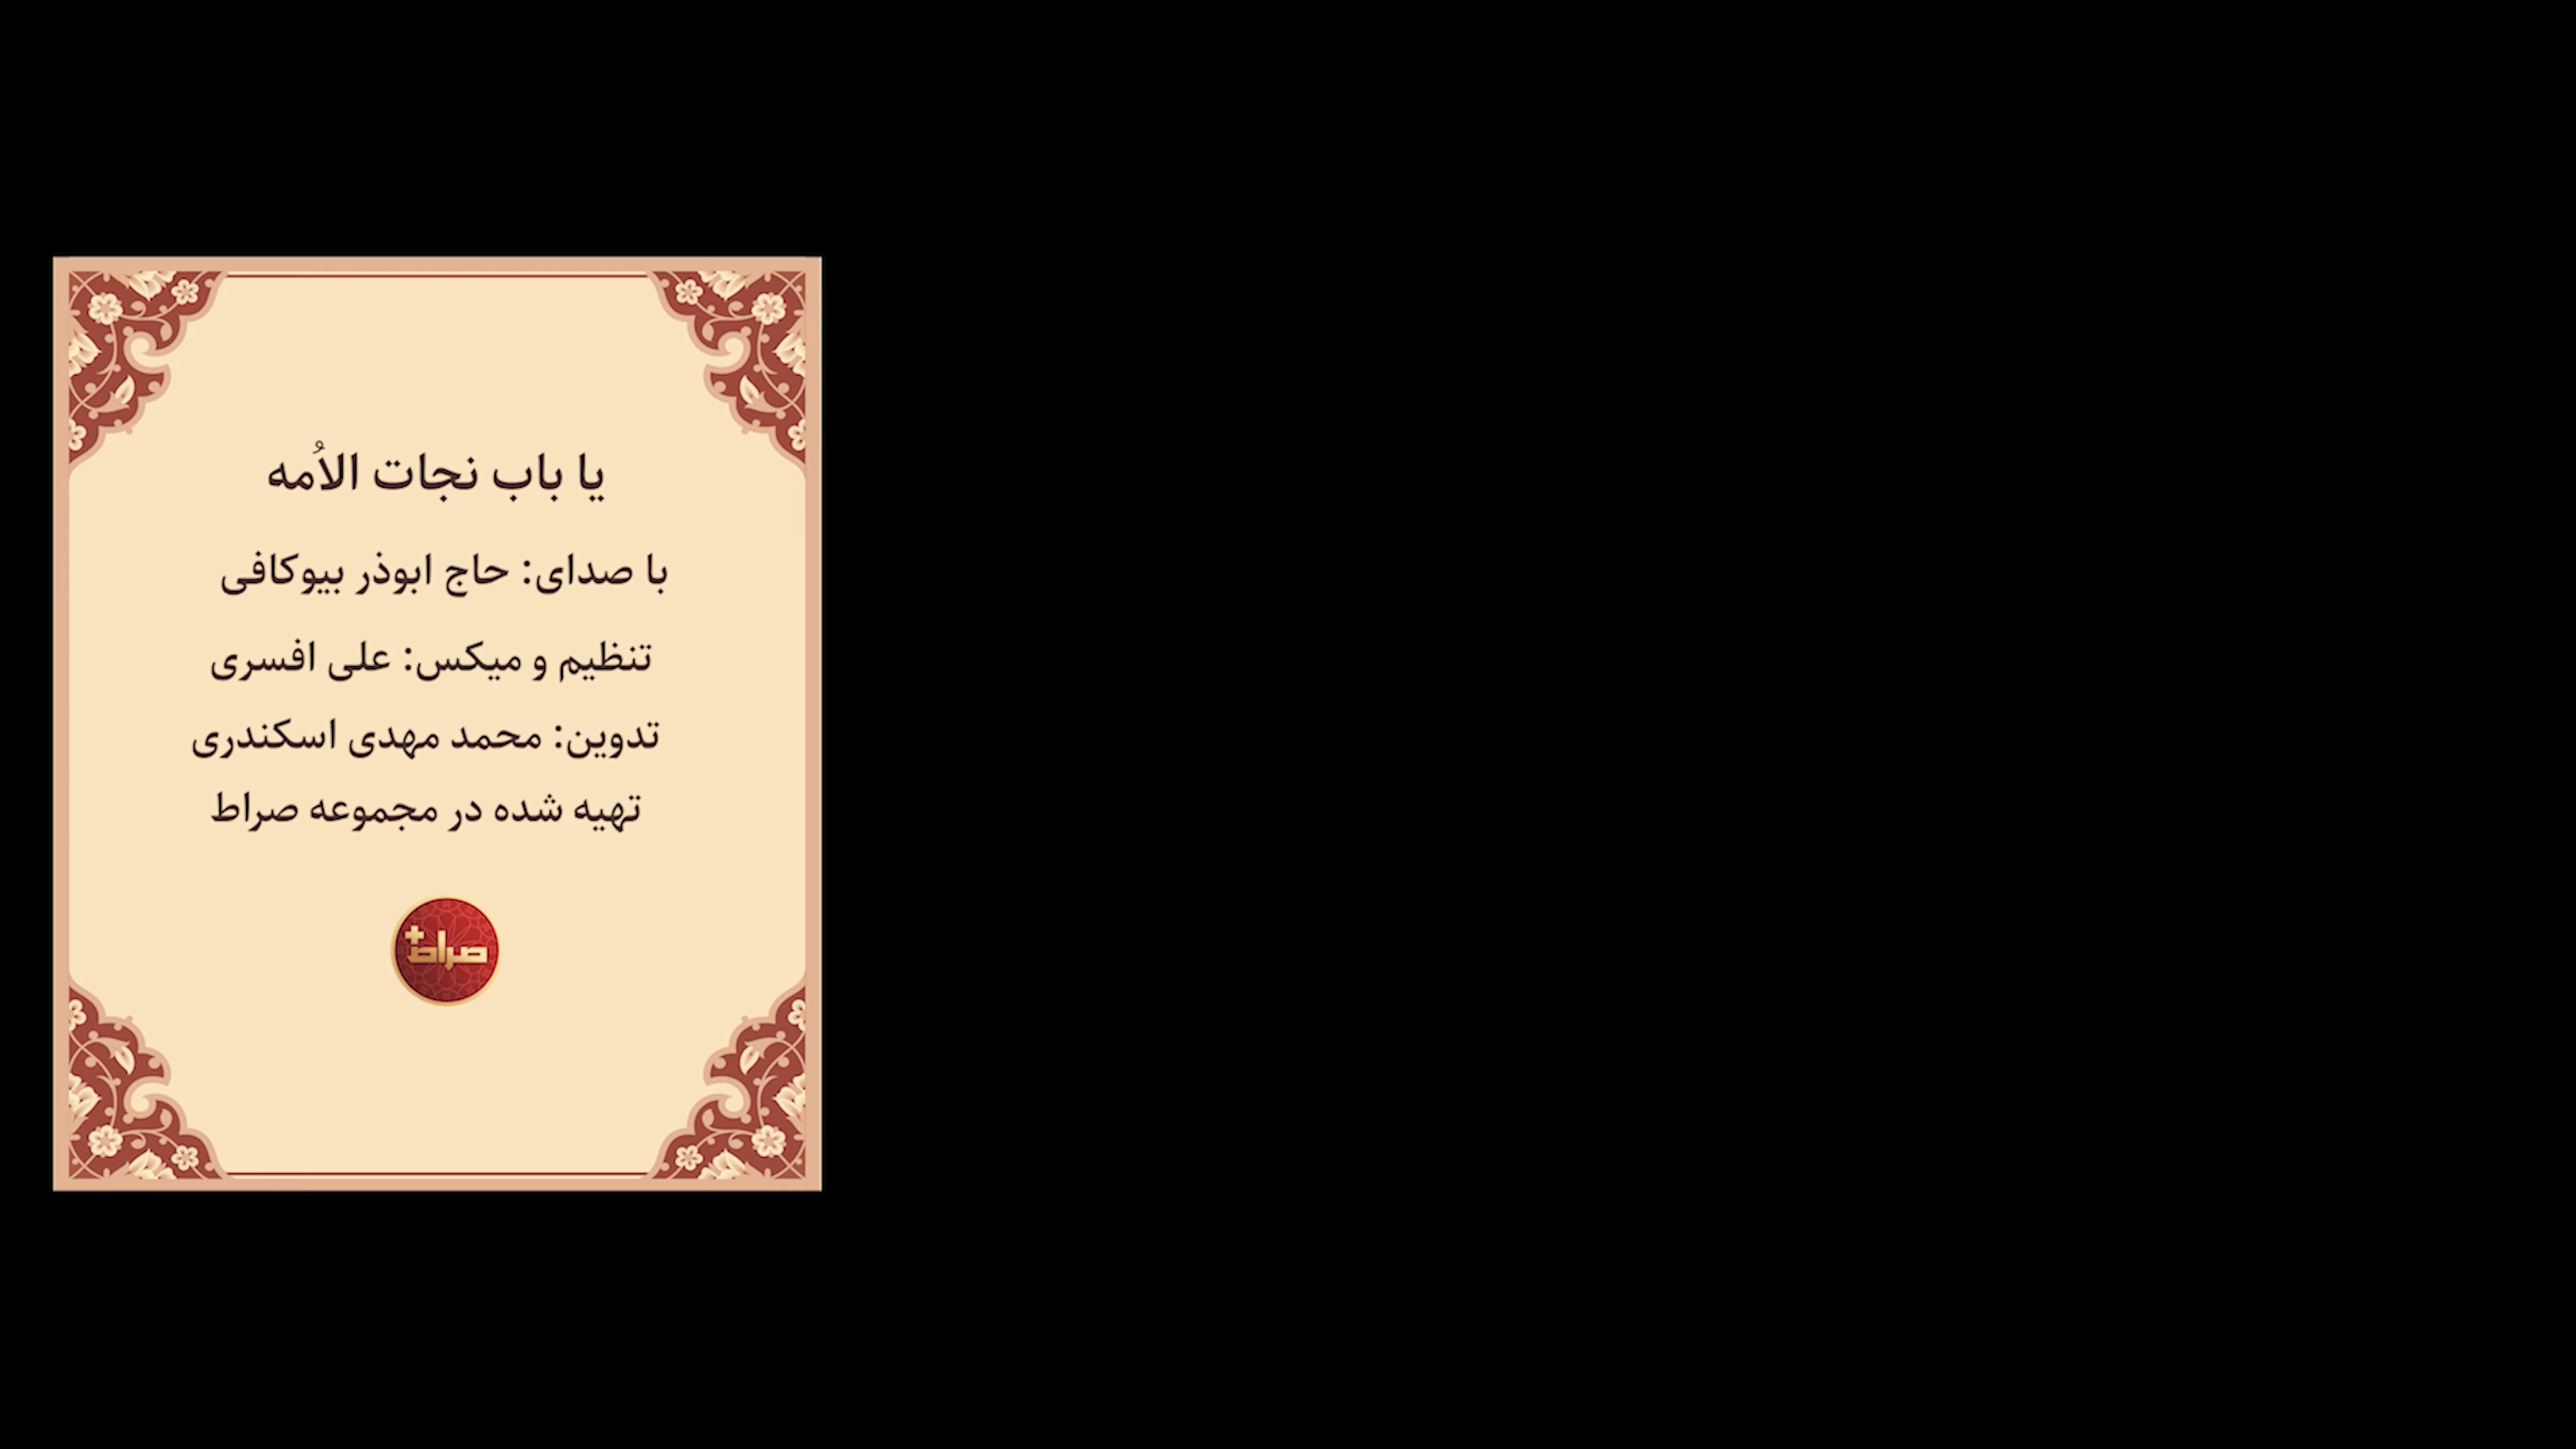 یا باب نجات الاُمه
با صدای: حاج ابوذر بیوکافی
تنظیم و میکس: علی افسری
تدوین: محمد مهدی اسکندری
تهیه شده در مجموعه صراط
صراط+